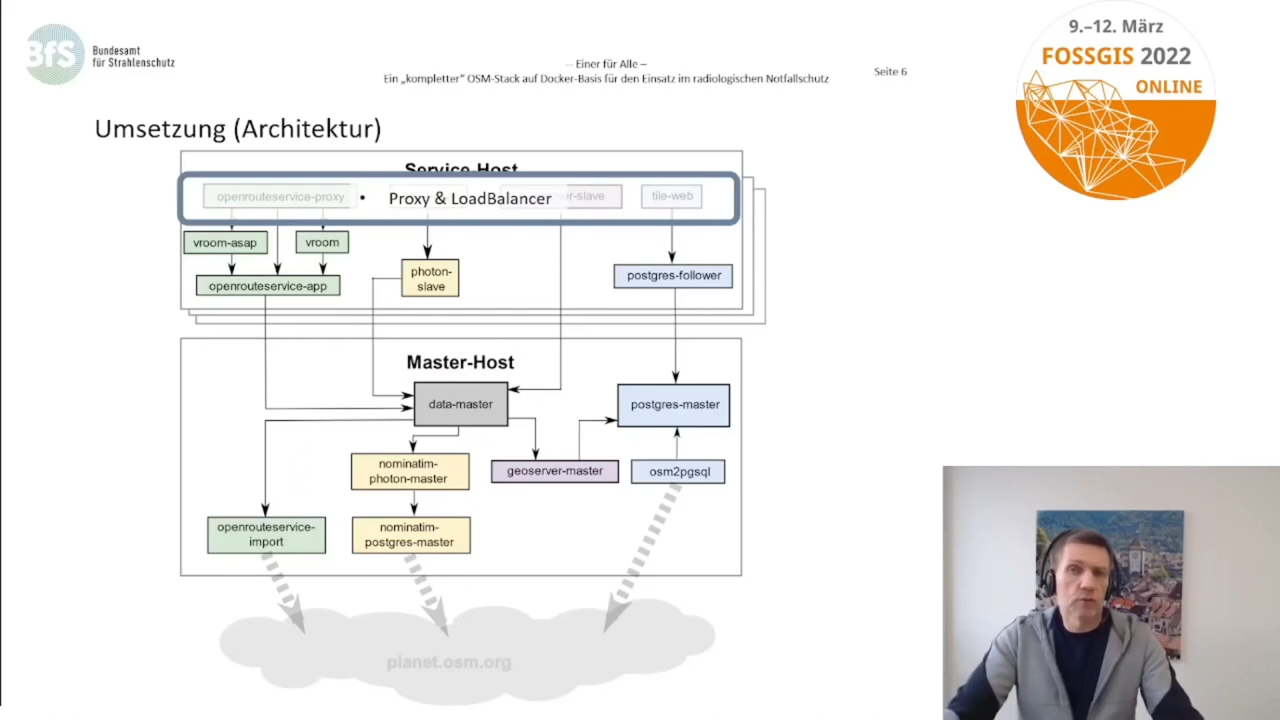 BfS
Bundesamt
für Strahlenschutz
-- Einer für Alle –
Ein „kompletter“ OSM-Stack auf Docker-Basis für den Einsatz im radiologischen Notfallschutz
Seite 6
9.–12. März
FOSSGIS 2022
ONLINE
Umsetzung (Architektur)
Service-Host
openrouteservice-proxy
• Proxy & LoadBalancer
er-slave
tile-web
vroom-asap
vroom
openrouteservice-app
photon-
slave
postgres-follower
Master-Host
data-master
postgres-master
nominatim-
photon-master
geoserver-master
osm2pgsql
openrouteservice-
import
nominatim-
postgres-master
planet.osm.org